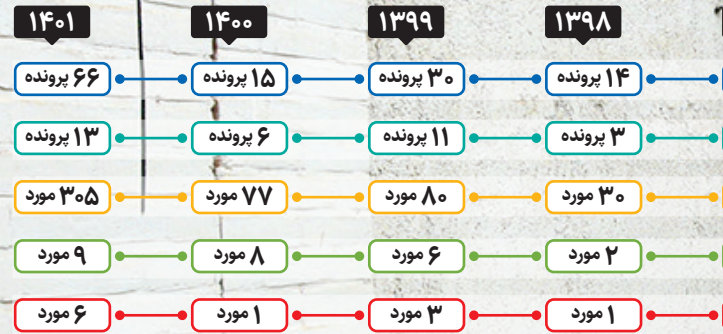 ۱۳۹۸ ۱۳۹۹ ۱۴۰۰ ۱۴۰۱
۱۴ پرونده ۳۰ پرونده ۱۵ پرونده ۶۶ پرونده
۳ پرونده ۱۱ پرونده ۶ پرونده ۱۳ پرونده
۳۰ مورد ۸۰ مورد ۷۷ مورد ۳۰۵ مورد
۲ مورد ۶ مورد ۸ مورد ۹ مورد
۱ مورد ۳ مورد ۱ مورد ۶ مورد